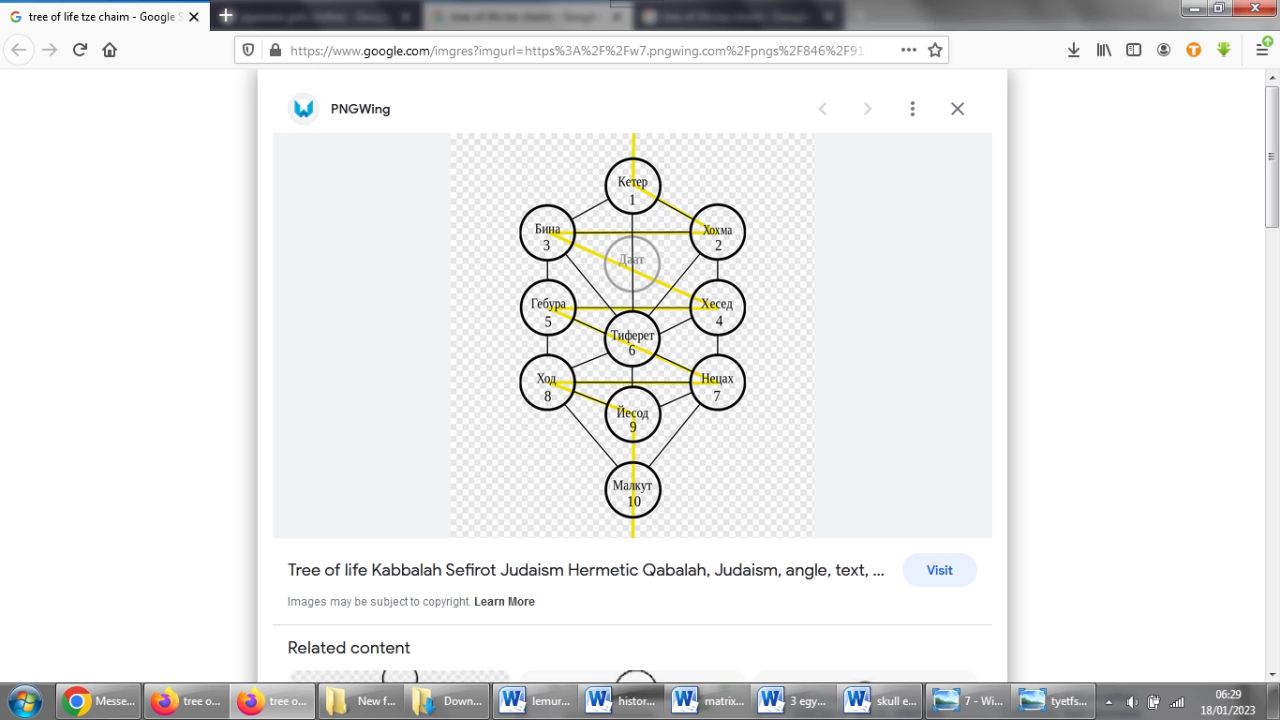 tree of life tze chaim - Google S
https://www.google.com/imgres?imgurl=https%3A%2F%2Fw7.pngwing.com%2Fpngs%2F846%2F91
PNGWing
Кетер
1
Бина
3
Хохма
2
Даат
Гебура
5
Хесед
4
Тиферет
6
Ход
8
Нецах
7
Йесод
9
Малкут
10
Tree of life Kabbalah Sefirot Judaism Hermetic Qabalah, Judaism, angle, text, ...
Visit
Images may be subject to copyright. Learn More
Related content
Messe...
tree o...
tree o...
New f...
Down...
lemur...
histor...
matrix...
3 egy...
skull e...
7 - Wi...
tyetfs...
06:29
18/01/2023